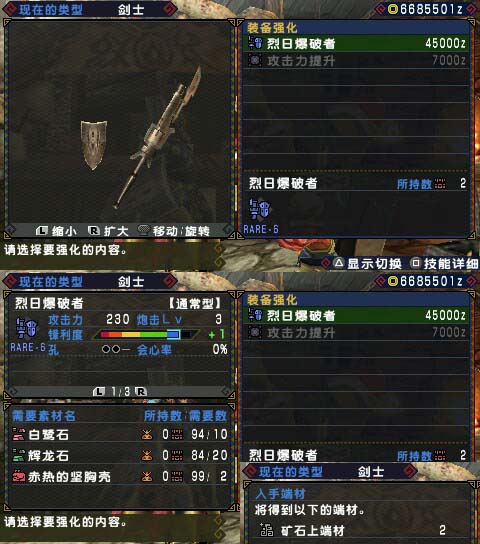 现在的类型 剑士
6685501z
装备强化
烈日爆破者 45000z
攻击力提升 7000z
烈日爆破者 所持数 2
RARE-6
L 缩小 R 扩大 移动/旋转
请选择要强化的内容。
△显示切换 □技能详细
现在的类型 剑士
6685501z
烈日爆破者 【通常型】
攻击力 230 炮击Lv 3
锋利度 +1
RARE-6 孔 ○○— 会心率 0%
L 1/3 R
装备强化
烈日爆破者 45000z
攻击力提升 7000z
需要素材名 所持数/需要数
白鹭石 0 94/10
辉龙石 0 84/20
赤热的坚胸壳 0 99/ 2
烈日爆破者 所持数 2
请选择要强化的内容。
现在的类型 剑士
入手端材
将得到以下的端材。
矿石上端材 2